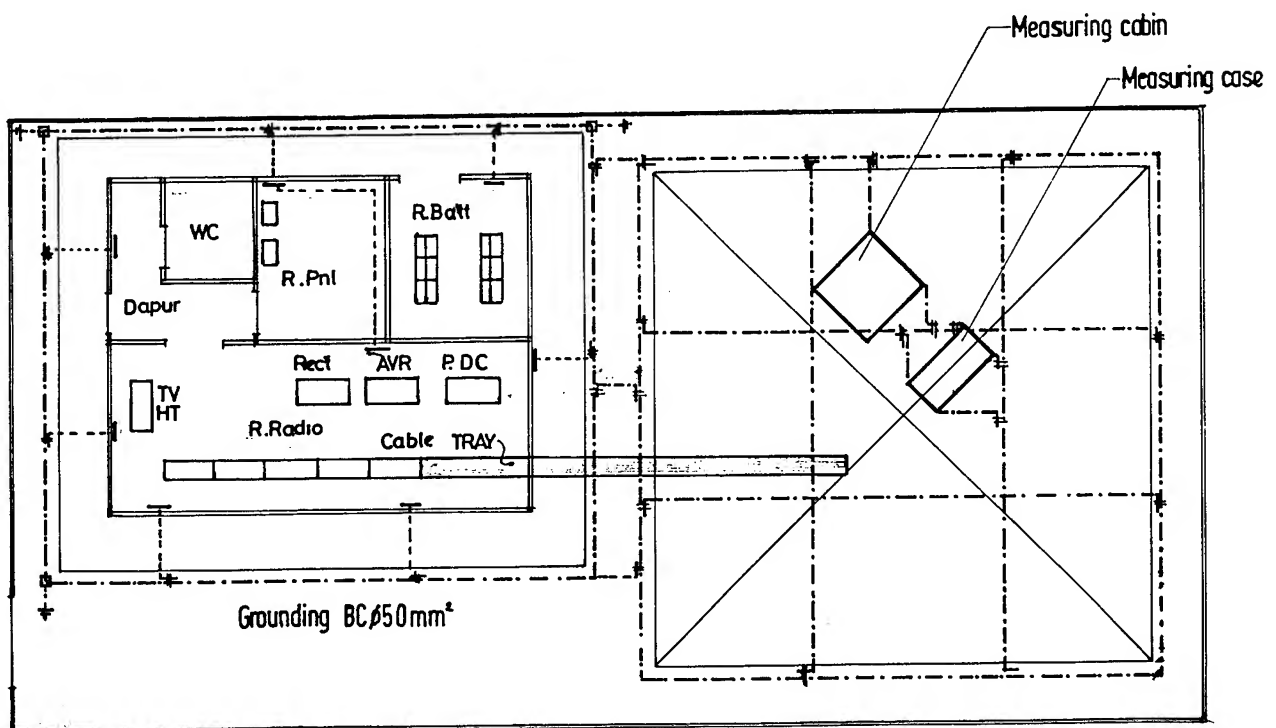 Measuring cabin
Measuring case
WC
R.Batt
R.Pnl
Dapur
Rect AVR P. DC
TV
HT
R.Radio
Cable TRAY
Grounding BCø50mm²